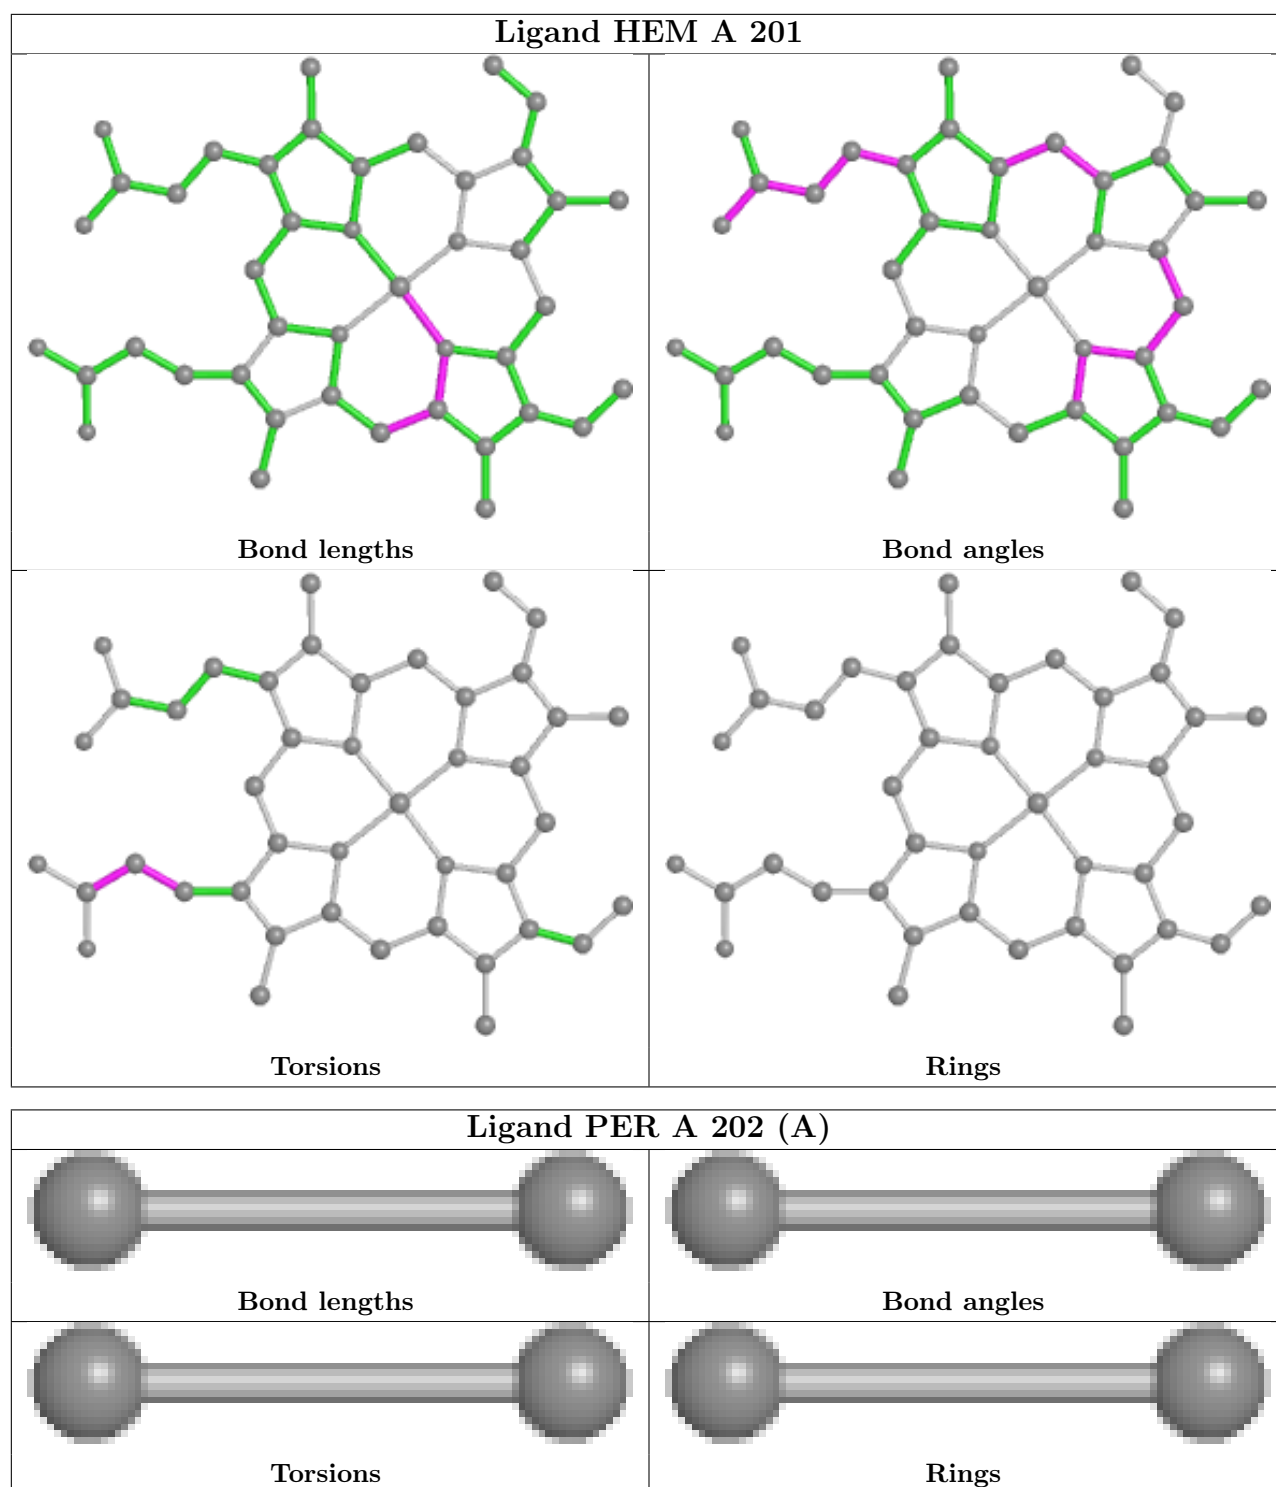 Ligand HEM A 201
Bond lengths
Bond angles
Torsions
Rings
Ligand PER A 202 (A)
Bond lengths
Bond angles
Torsions
Rings